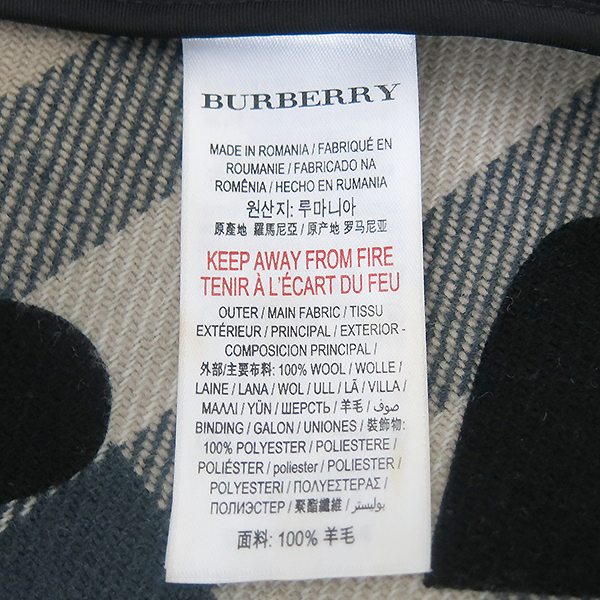 BURBERRY
MADE IN ROMANIA / FABRIQUÉ EN
ROUMANIE / FABRICADO NA
ROMÊNIA / HECHO EN RUMANIA
원산지: 루마니아
原產地 羅馬尼亞 / 原产地 罗马尼亚
KEEP AWAY FROM FIRE
TENIR À L'ÉCART DU FEU
OUTER / MAIN FABRIC / TISSU
EXTÉRIEUR / PRINCIPAL / EXTERIOR -
COMPOSICION PRINCIPAL /
外部/主要布料: 100% WOOL / WOLLE /
LAINE / LANA / WOL / ULL / LÃ / VILLA /
ΜΑΛΛΙ / YÜN / ШЕРСТЬ / 羊毛 / صوف
BINDING / GALON / UNIONES / 裝飾物:
100% POLYESTER / POLIESTERE /
POLIÉSTER / poliester / POLIESTER /
POLYESTERI / ΠΟΛΥΕΣΤΕΡΑΣ /
ПОЛИЭСТЕР / 聚酯纖維 / بوليستر
面料: 100% 羊毛